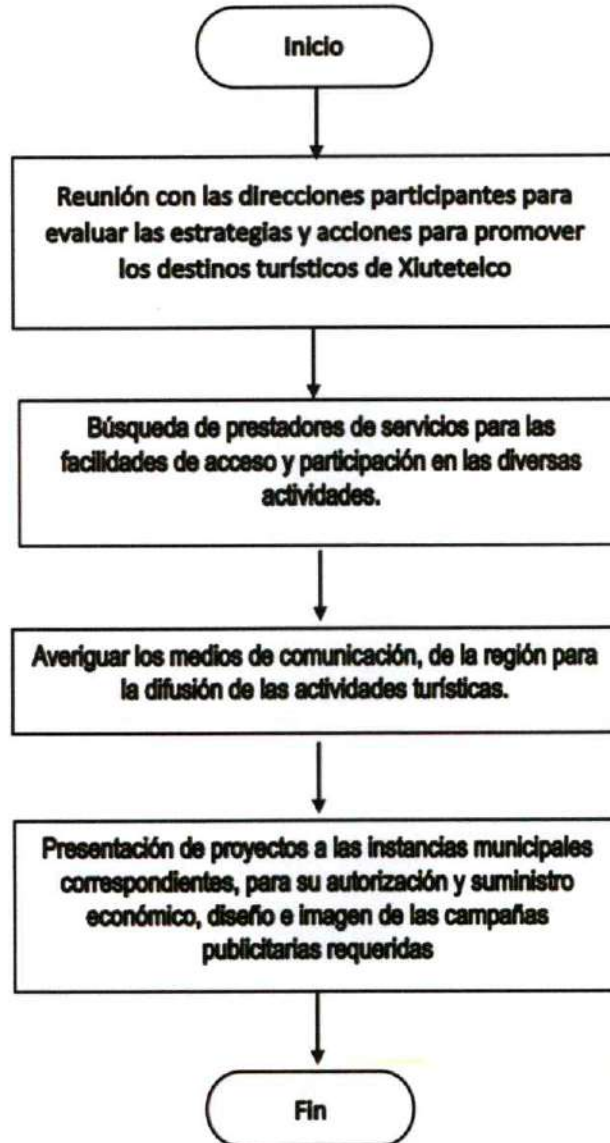 Inicio
Reunión con las direcciones participantes para
evaluar las estrategias y acciones para promover
los destinos turísticos de Xiutetelco
Búsqueda de prestadores de servicios para las
facilidades de acceso y participación en las diversas
actividades.
Averiguar los medios de comunicación, de la región para
la difusión de las actividades turísticas.
Presentación de proyectos a las instancias municipales
correspondientes, para su autorización y suministro
económico, diseño e imagen de las campañas
publicitarias requeridas
Fin